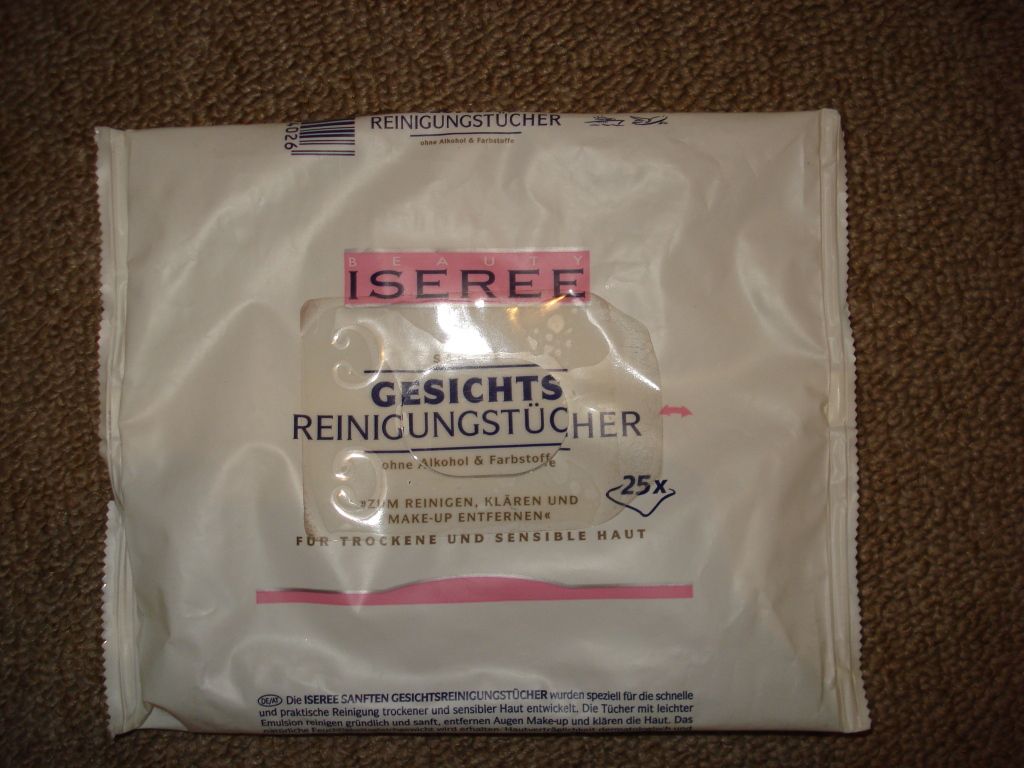 4026
REINIGUNGSTÜCHER
ohne Alkohol & Farbstoffe
BEAUTY
ISEREE
GESICHTS
REINIGUNGSTÜCHER
ohne Alkohol & Farbstoffe
»ZUM REINIGEN, KLÄREN UND
MAKE-UP ENTFERNEN«
25x
FÜR TROCKENE UND SENSIBLE HAUT
DE/AT Die ISEREE SANFTEN GESICHTSREINIGUNGSTÜCHER wurden speziell für die schnelle
und praktische Reinigung trockener und sensibler Haut entwickelt. Die Tücher mit leichter
Emulsion reinigen gründlich und sanft, entfernen Augen Make-up und klären die Haut. Das